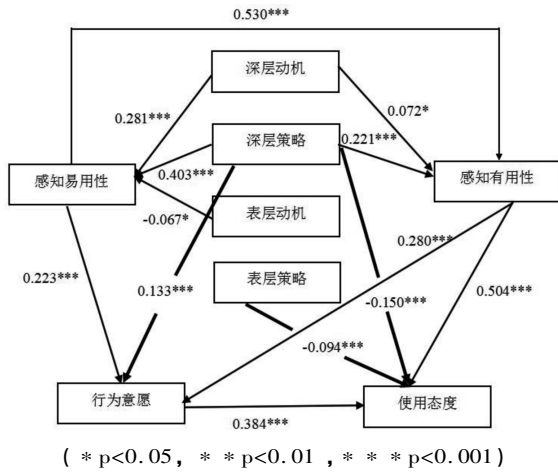 0.530***
深层动机
0.281***
0.072*
深层策略
0.221***
感知易用性
0.403***
感知有用性
-0.067*
表层动机
0.280***
0.223***
表层策略
0.133***
-0.150***
0.504***
-0.094***
行为意愿
使用态度
0.384***
(*p<0.05, **p<0.01, ***p<0.001)